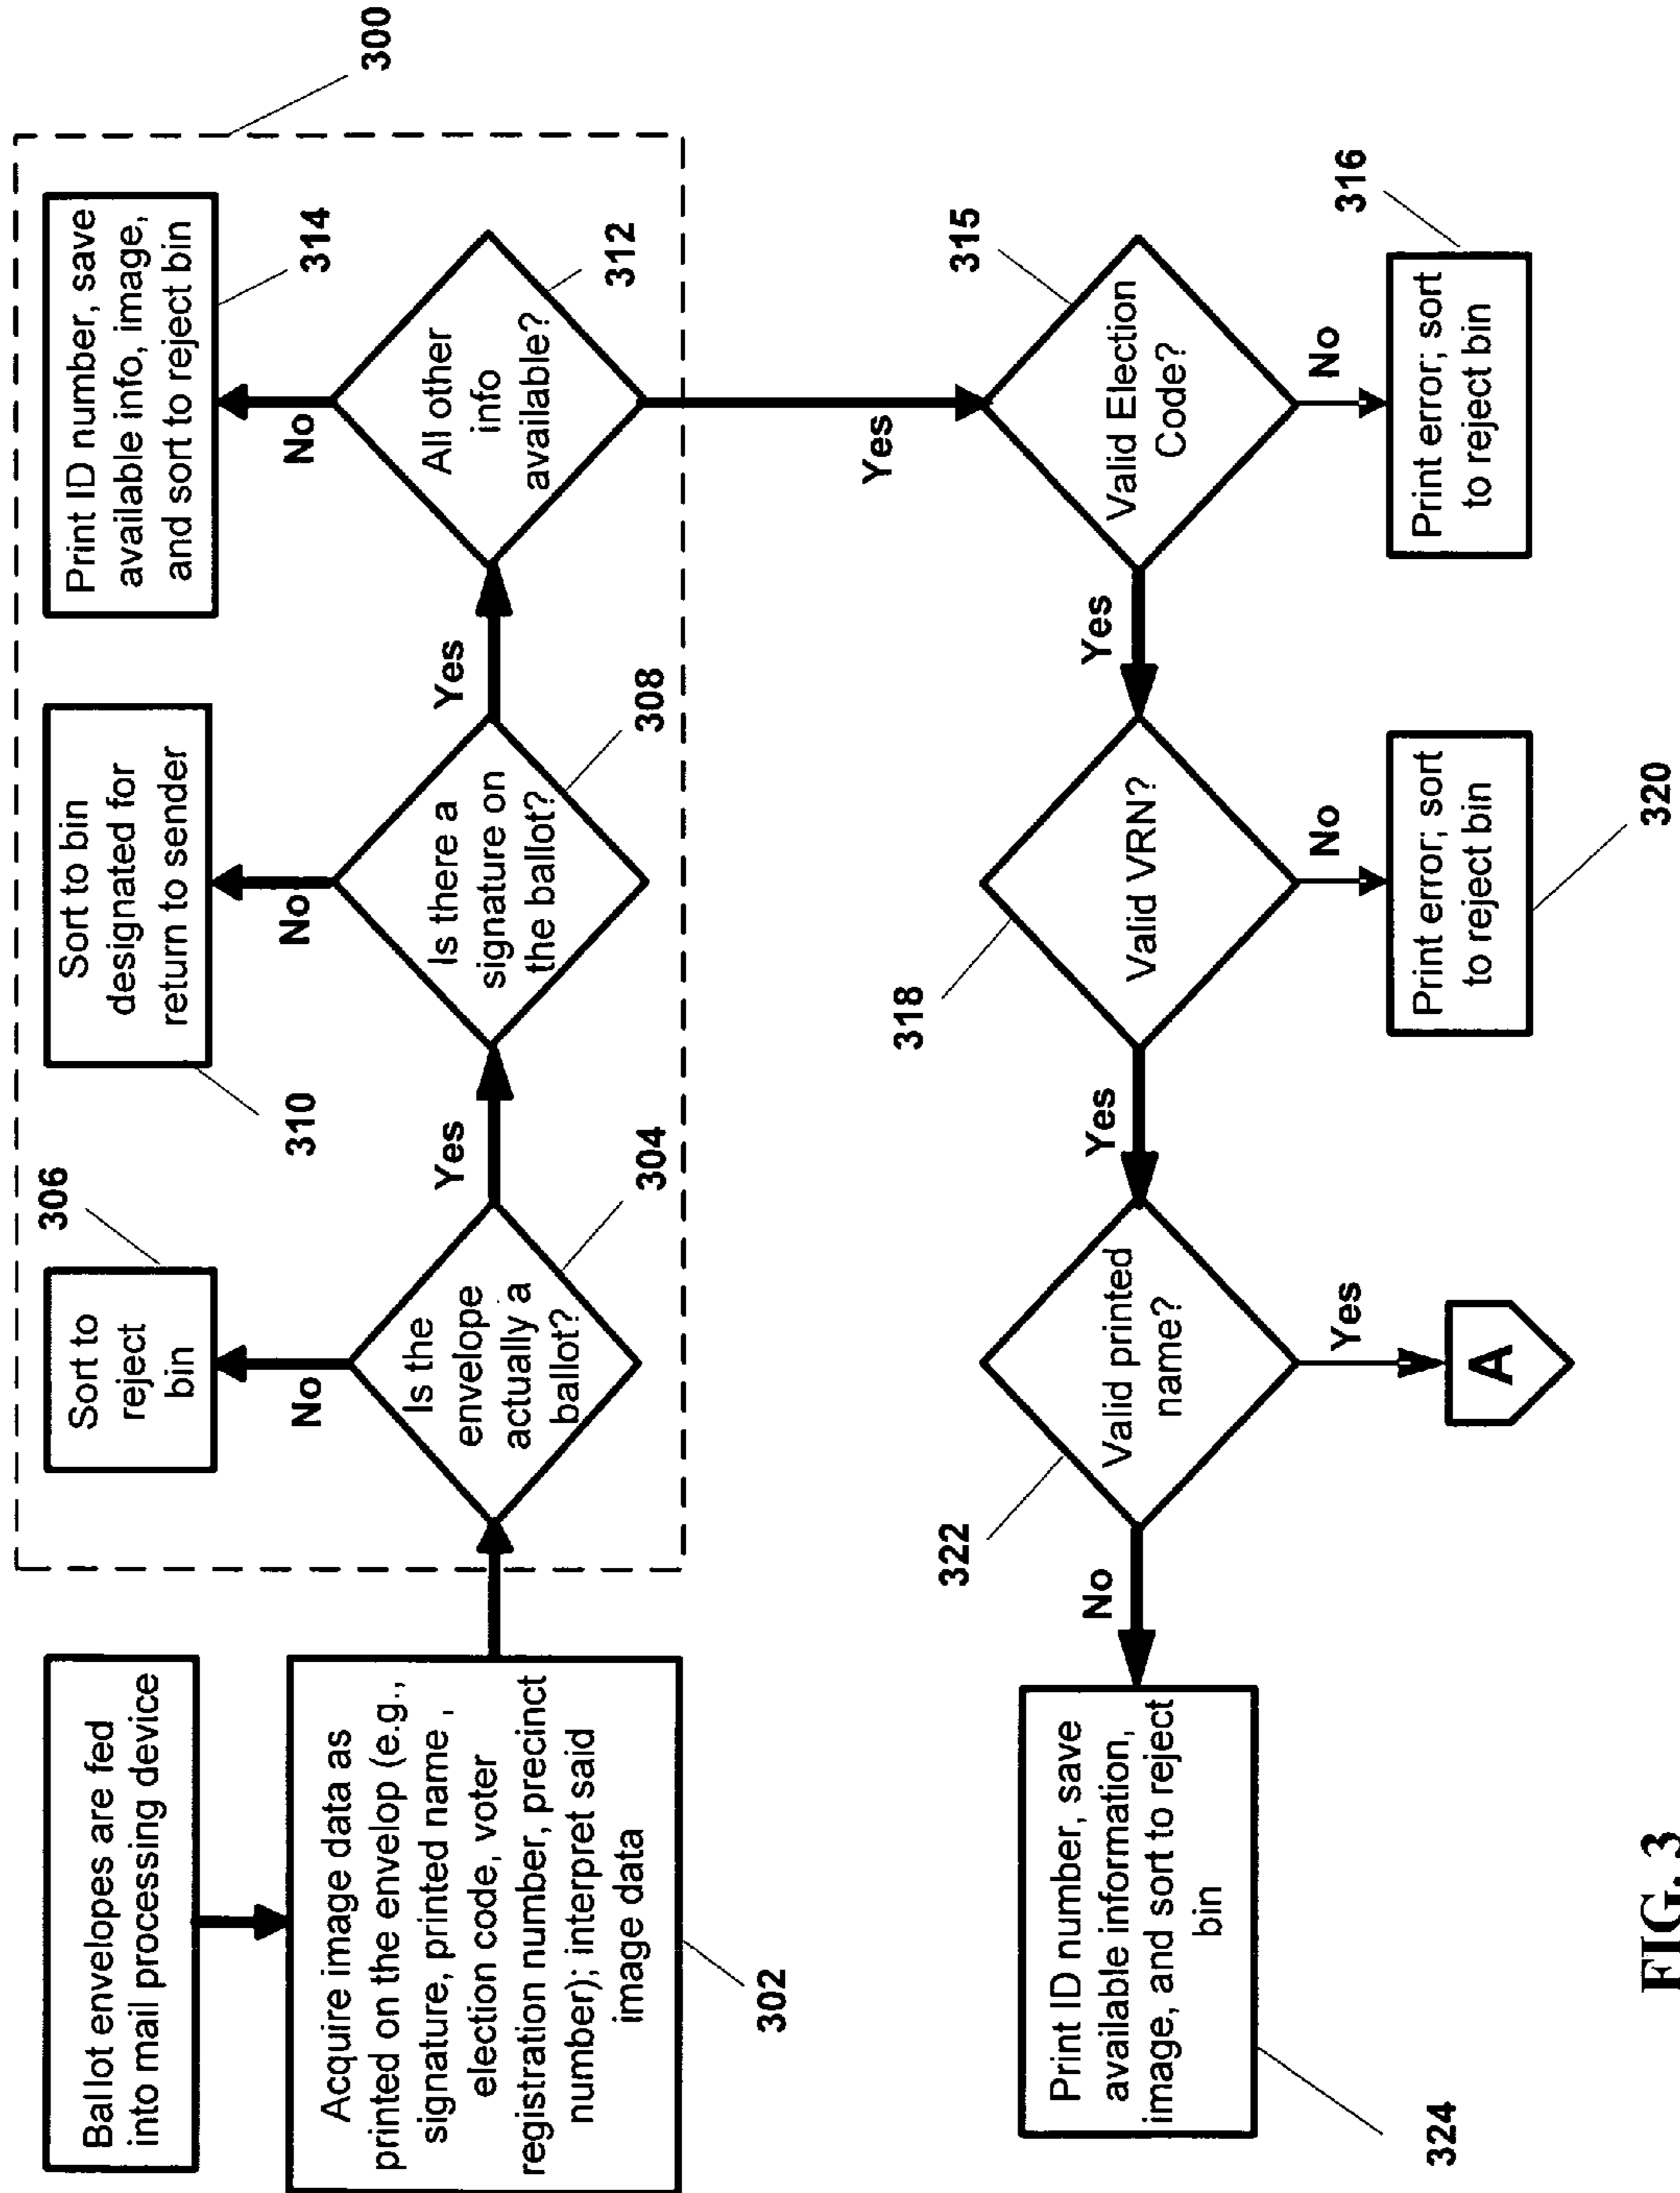 Ballot envelopes are fed
into mail processing device
Acquire image data as
printed on the envelop (e.g.,
signature, printed name,
election code, voter
registration number, precinct
number); interpret said
image data
302
Sort to
reject
bin
306
No
Is the
envelope
actually a
ballot?
304
Yes
Sort to bin
designated for
return to sender
310
No
Is there a
signature on
the ballot?
308
Yes
Print ID number, save
available info, image,
and sort to reject bin
314
No
All other
info
available?
312
300
Yes
Valid Election
Code?
315
No
Print error; sort
to reject bin
316
Yes
Valid VRN?
318
No
Print error; sort
to reject bin
320
Yes
Valid printed
name?
322
No
Print ID number, save
available information,
image, and sort to reject
bin
324
Yes
A
FIG. 3